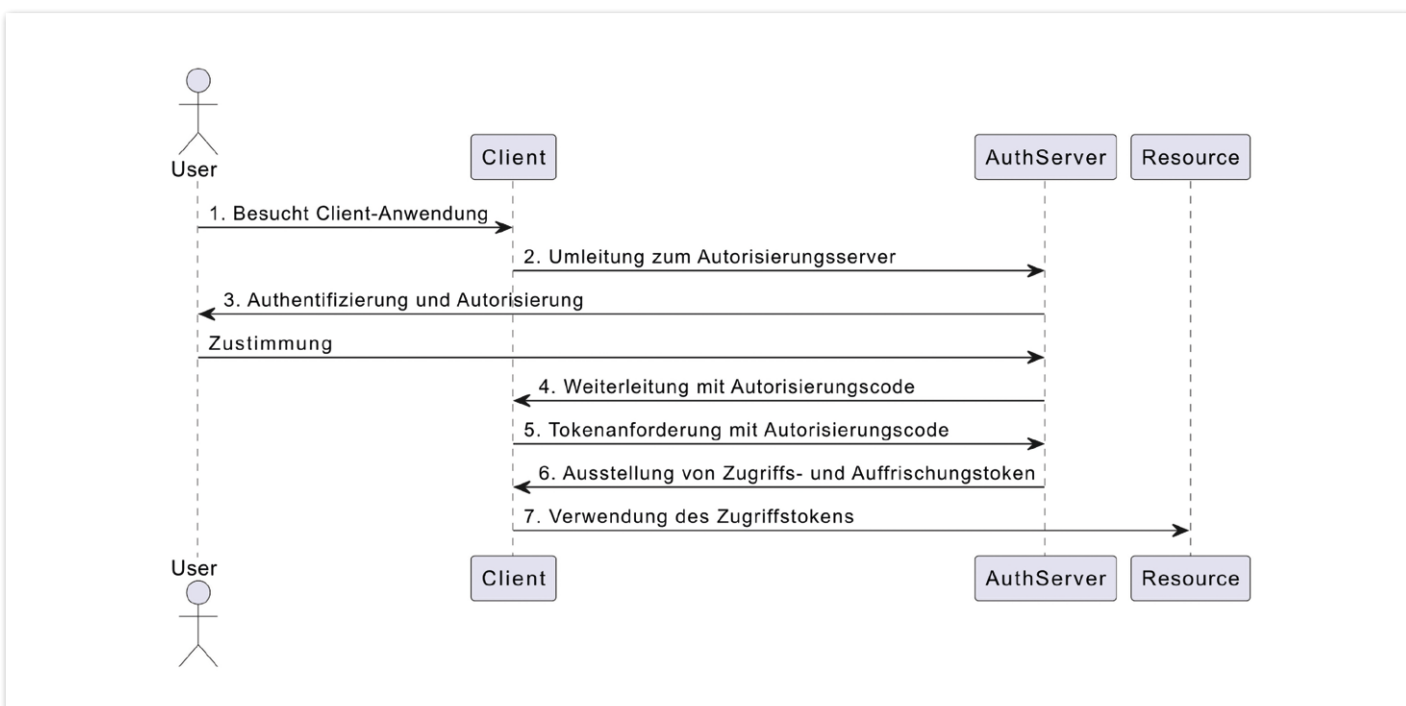 User
Client
AuthServer
Resource
1. Besucht Client-Anwendung
2. Umleitung zum Autorisierungsserver
3. Authentifizierung und Autorisierung
Zustimmung
4. Weiterleitung mit Autorisierungscode
5. Tokenanforderung mit Autorisierungscode
6. Ausstellung von Zugriffs- und Auffrischungstoken
7. Verwendung des Zugriffstokens
User
Client
AuthServer
Resource